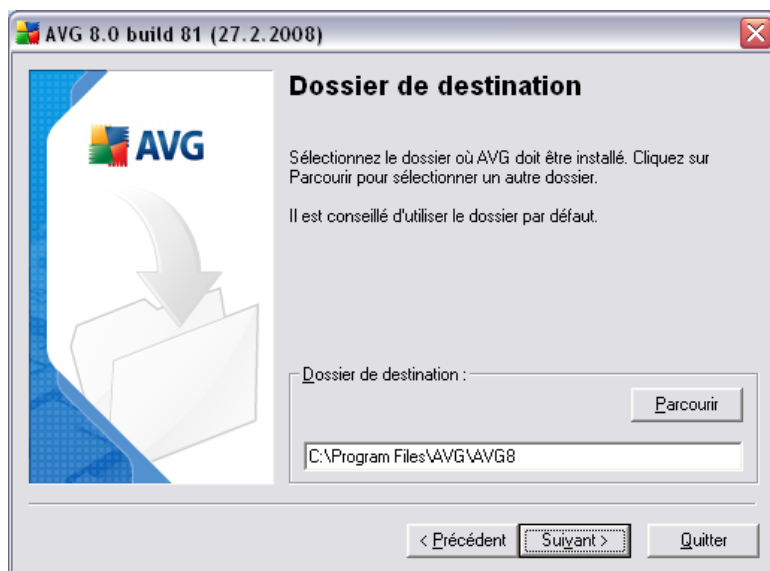 AVG 8.0 build 81 (27.2.2008)
AVG
Dossier de destination
Sélectionnez le dossier où AVG doit être installé. Cliquez sur
Parcourir pour sélectionner un autre dossier.
Il est conseillé d'utiliser le dossier par défaut.
Dossier de destination :
Parcourir
C:\Program Files\AVG\AVG8
< Précédent
Suivant >
Quitter